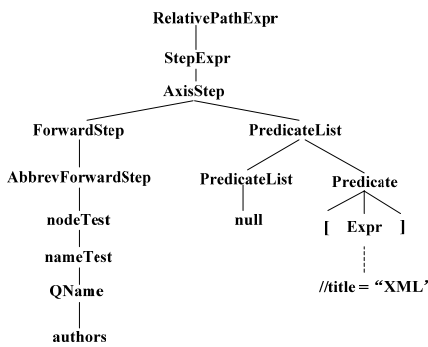 RelativePathExpr
StepExpr
AxisStep
ForwardStep PredicateList
AbbrevForwardStep PredicateList Predicate
nodeTest null [ Expr ]
nameTest
QName //title = “XML’
authors